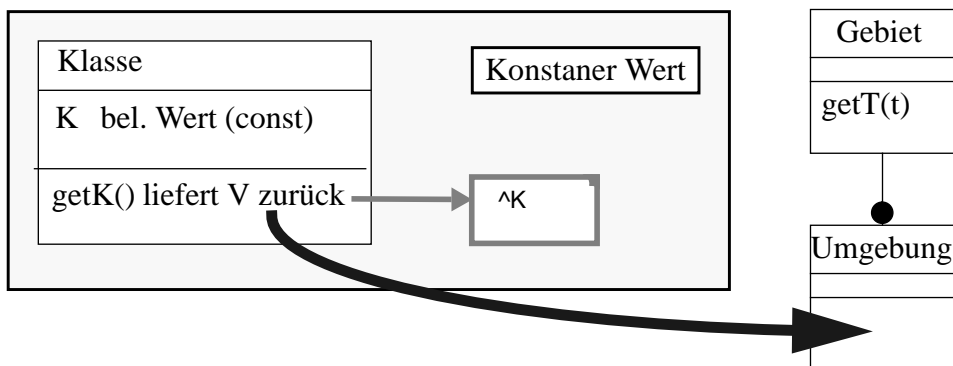 Klasse
K bel. Wert (const)
getK() liefert V zurück
Konstaner Wert
^K
Gebiet
getT(t)
Umgebung